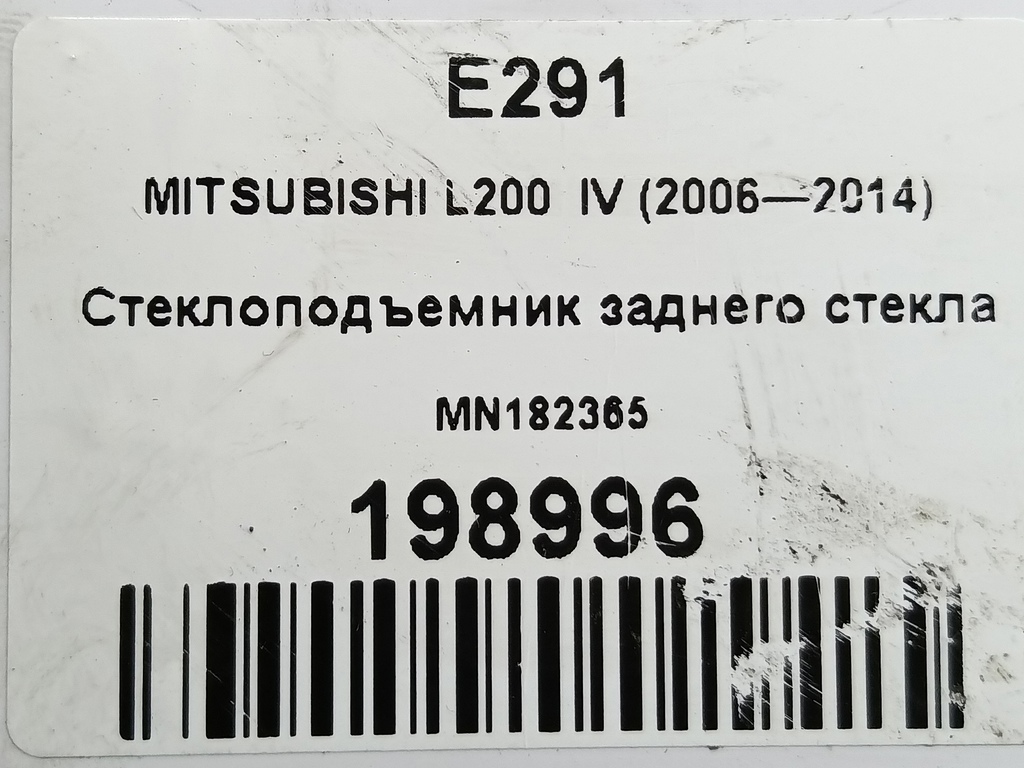 E291
MITSUBISHI L200 IV (2006—2014)
Стеклоподъемник заднего стекла
MN182365
198996